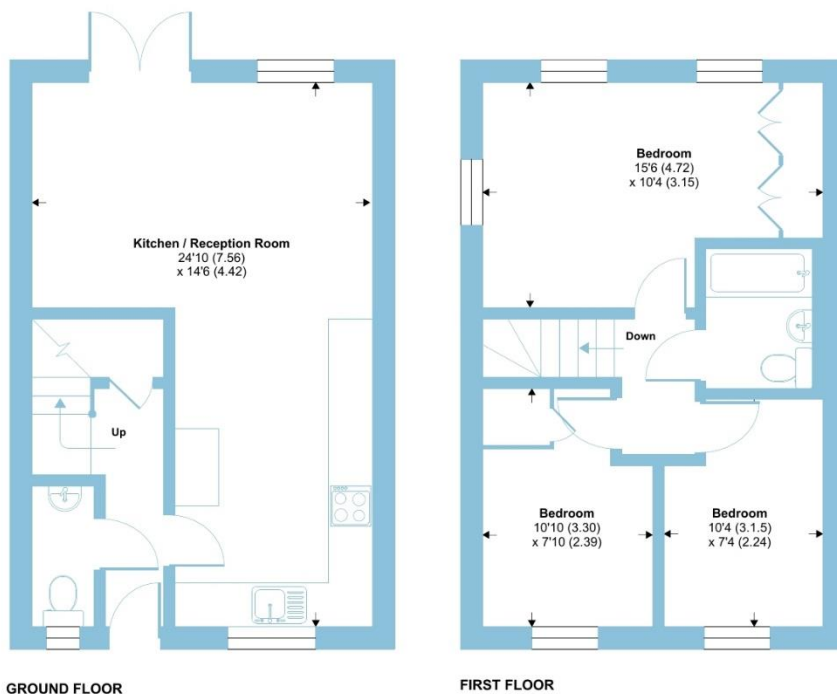 Kitchen / Reception Room
24'10 (7.56)
x 14'6 (4.42)
Up
GROUND FLOOR
Bedroom
15'6 (4.72)
x 10'4 (3.15)
Down
Bedroom
10'10 (3.30)
x 7'10 (2.39)
Bedroom
10'4 (3.1.5)
x 7'4 (2.24)
FIRST FLOOR